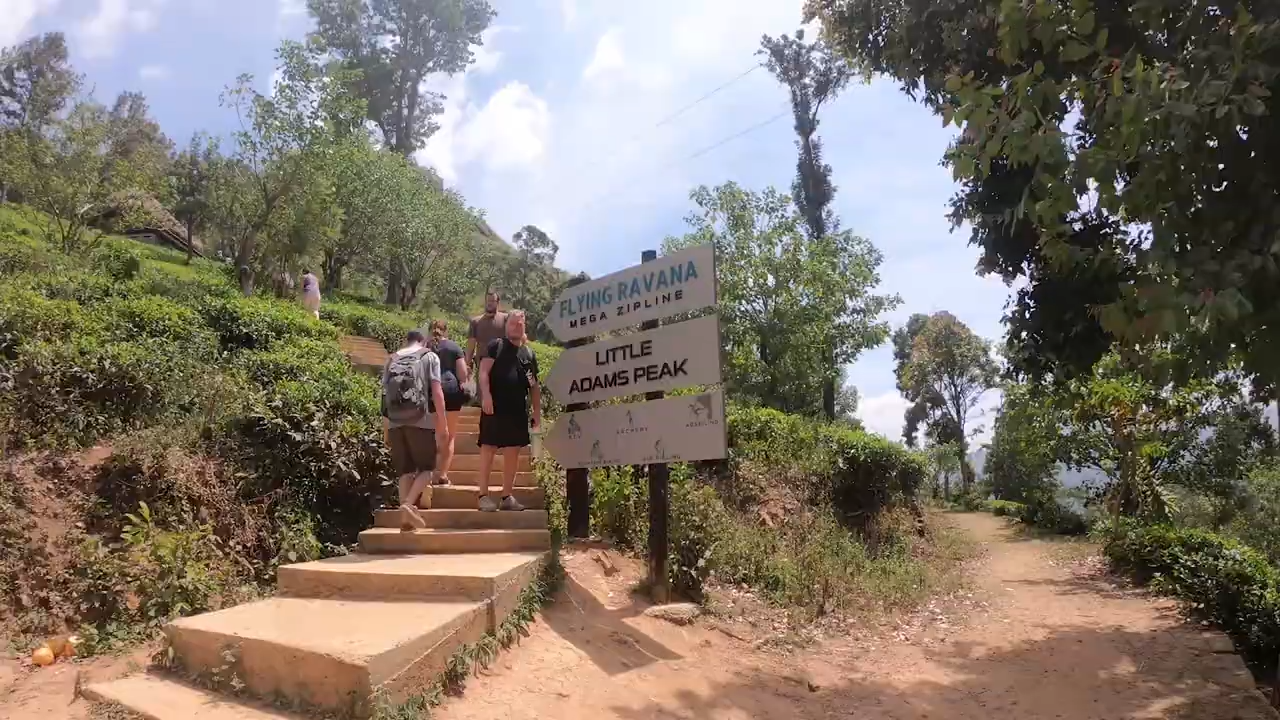 FLYING RAVANA
MEGA ZIPLINE
LITTLE
ADAMS PEAK
ARCHERY
ABSEILING